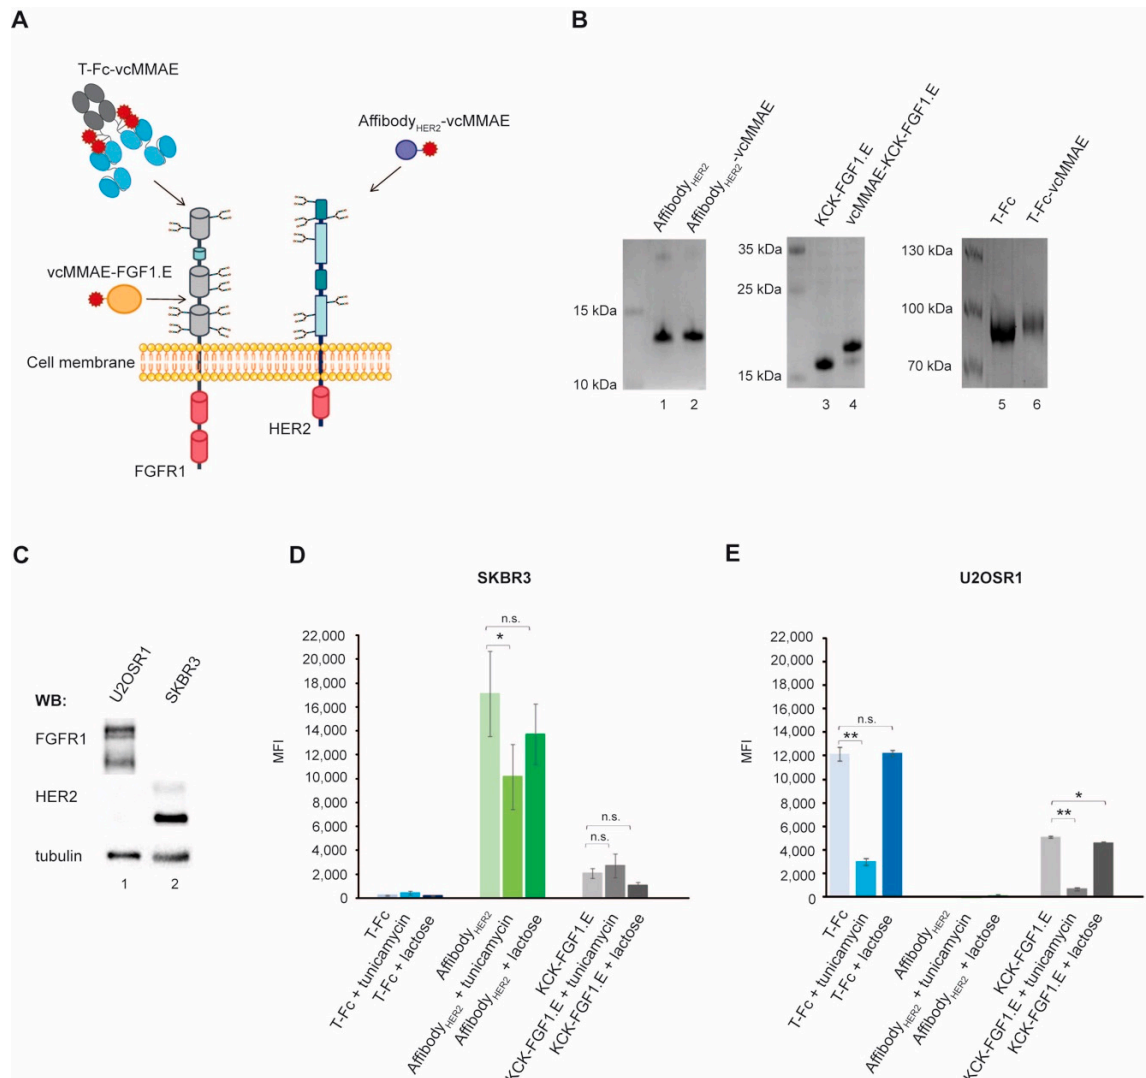 A
T-Fc-vcMMAE
AffibodyHER2-vcMMAE
vcMMAE-FGF1.E
Cell membrane
HER2
FGFR1
B
AffibodyHER2
AffibodyHER2-vcMMAE
KCK-FGF1.E
vcMMAE-KCK-FGF1.E
T-Fc
T-Fc-vcMMAE
15 kDa
10 kDa
35 kDa
25 kDa
15 kDa
130 kDa
100 kDa
70 kDa
1 2
3 4
5 6
C
U2OSR1
SKBR3
WB:
FGFR1
HER2
tubulin
1 2
D
SKBR3
n.s.
*
n.s.
n.s.
MFI
22,000
20,000
18,000
16,000
14,000
12,000
10,000
8,000
6,000
4,000
2,000
0
T-Fc
T-Fc + tunicamycin
T-Fc + lactose
AffibodyHER2
AffibodyHER2 + tunicamycin
AffibodyHER2 + lactose
KCK-FGF1.E
KCK-FGF1.E + tunicamycin
KCK-FGF1.E + lactose
E
U2OSR1
n.s.
**
*
**
MFI
22,000
20,000
18,000
16,000
14,000
12,000
10,000
8,000
6,000
4,000
2,000
0
T-Fc
T-Fc + tunicamycin
T-Fc + lactose
AffibodyHER2
AffibodyHER2 + tunicamycin
AffibodyHER2 + lactose
KCK-FGF1.E
KCK-FGF1.E + tunicamycin
KCK-FGF1.E + lactose